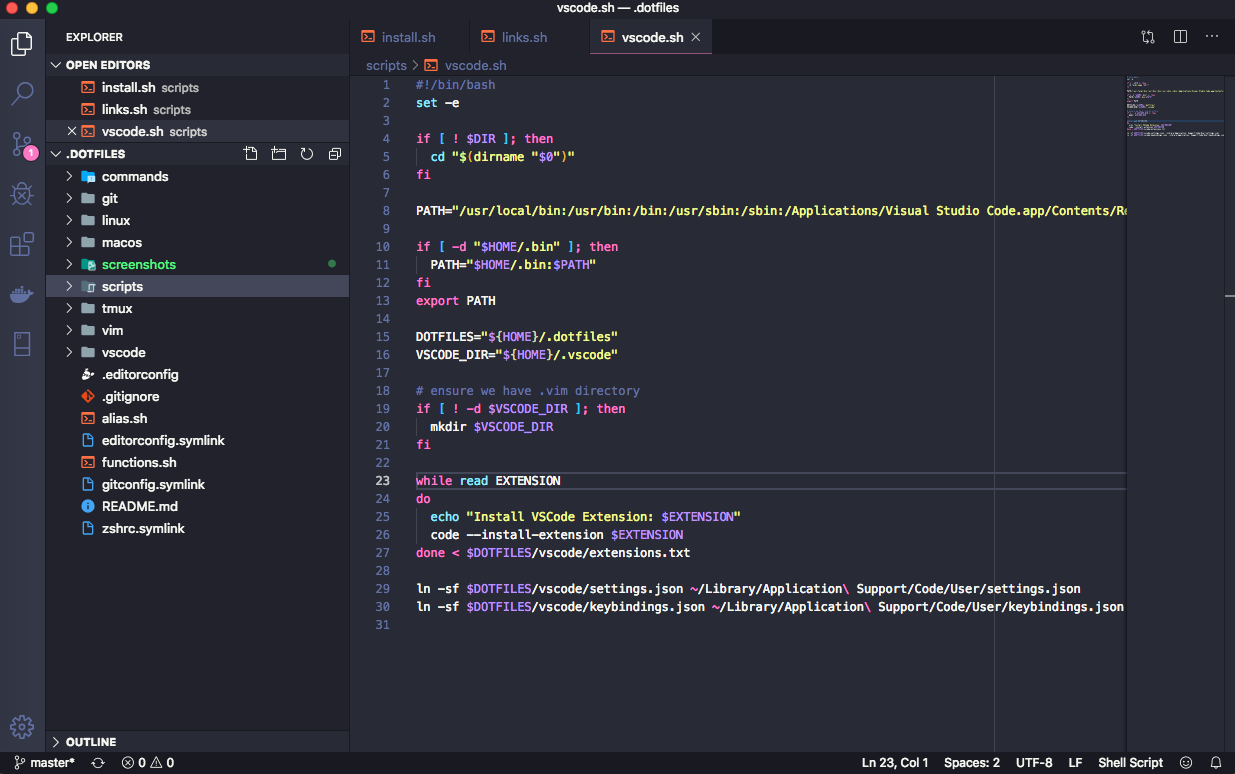 vscode.sh — .dotfiles
EXPLORER
OPEN EDITORS
install.sh scripts
links.sh scripts
vscode.sh scripts
.DOTFILES
commands
git
linux
macos
screenshots
scripts
tmux
vim
vscode
.editorconfig
.gitignore
alias.sh
editorconfig.symlink
functions.sh
gitconfig.symlink
README.md
zshrc.symlink
OUTLINE
1
install.sh
links.sh
vscode.sh
scripts > vscode.sh
1 #!/bin/bash
2 set -e
3
4 if [ ! $DIR ]; then
5 cd "$(dirname "$0")"
6 fi
7
8 PATH="/usr/local/bin:/usr/bin:/bin:/usr/sbin:/sbin:/Applications/Visual Studio Code.app/Contents/Re
9
10 if [ -d "$HOME/.bin" ]; then
11 PATH="$HOME/.bin:$PATH"
12 fi
13 export PATH
14
15 DOTFILES="${HOME}/.dotfiles"
16 VSCODE_DIR="${HOME}/.vscode"
17
18 # ensure we have .vim directory
19 if [ ! -d $VSCODE_DIR ]; then
20 mkdir $VSCODE_DIR
21 fi
22
23 while read EXTENSION
24 do
25 echo "Install VSCode Extension: $EXTENSION"
26 code --install-extension $EXTENSION
27 done < $DOTFILES/vscode/extensions.txt
28
29 ln -sf $DOTFILES/vscode/settings.json ~/Library/Application\ Support/Code/User/settings.json
30 ln -sf $DOTFILES/vscode/keybindings.json ~/Library/Application\ Support/Code/User/keybindings.json
31
master* 0 0 Ln 23, Col 1 Spaces: 2 UTF-8 LF Shell Script